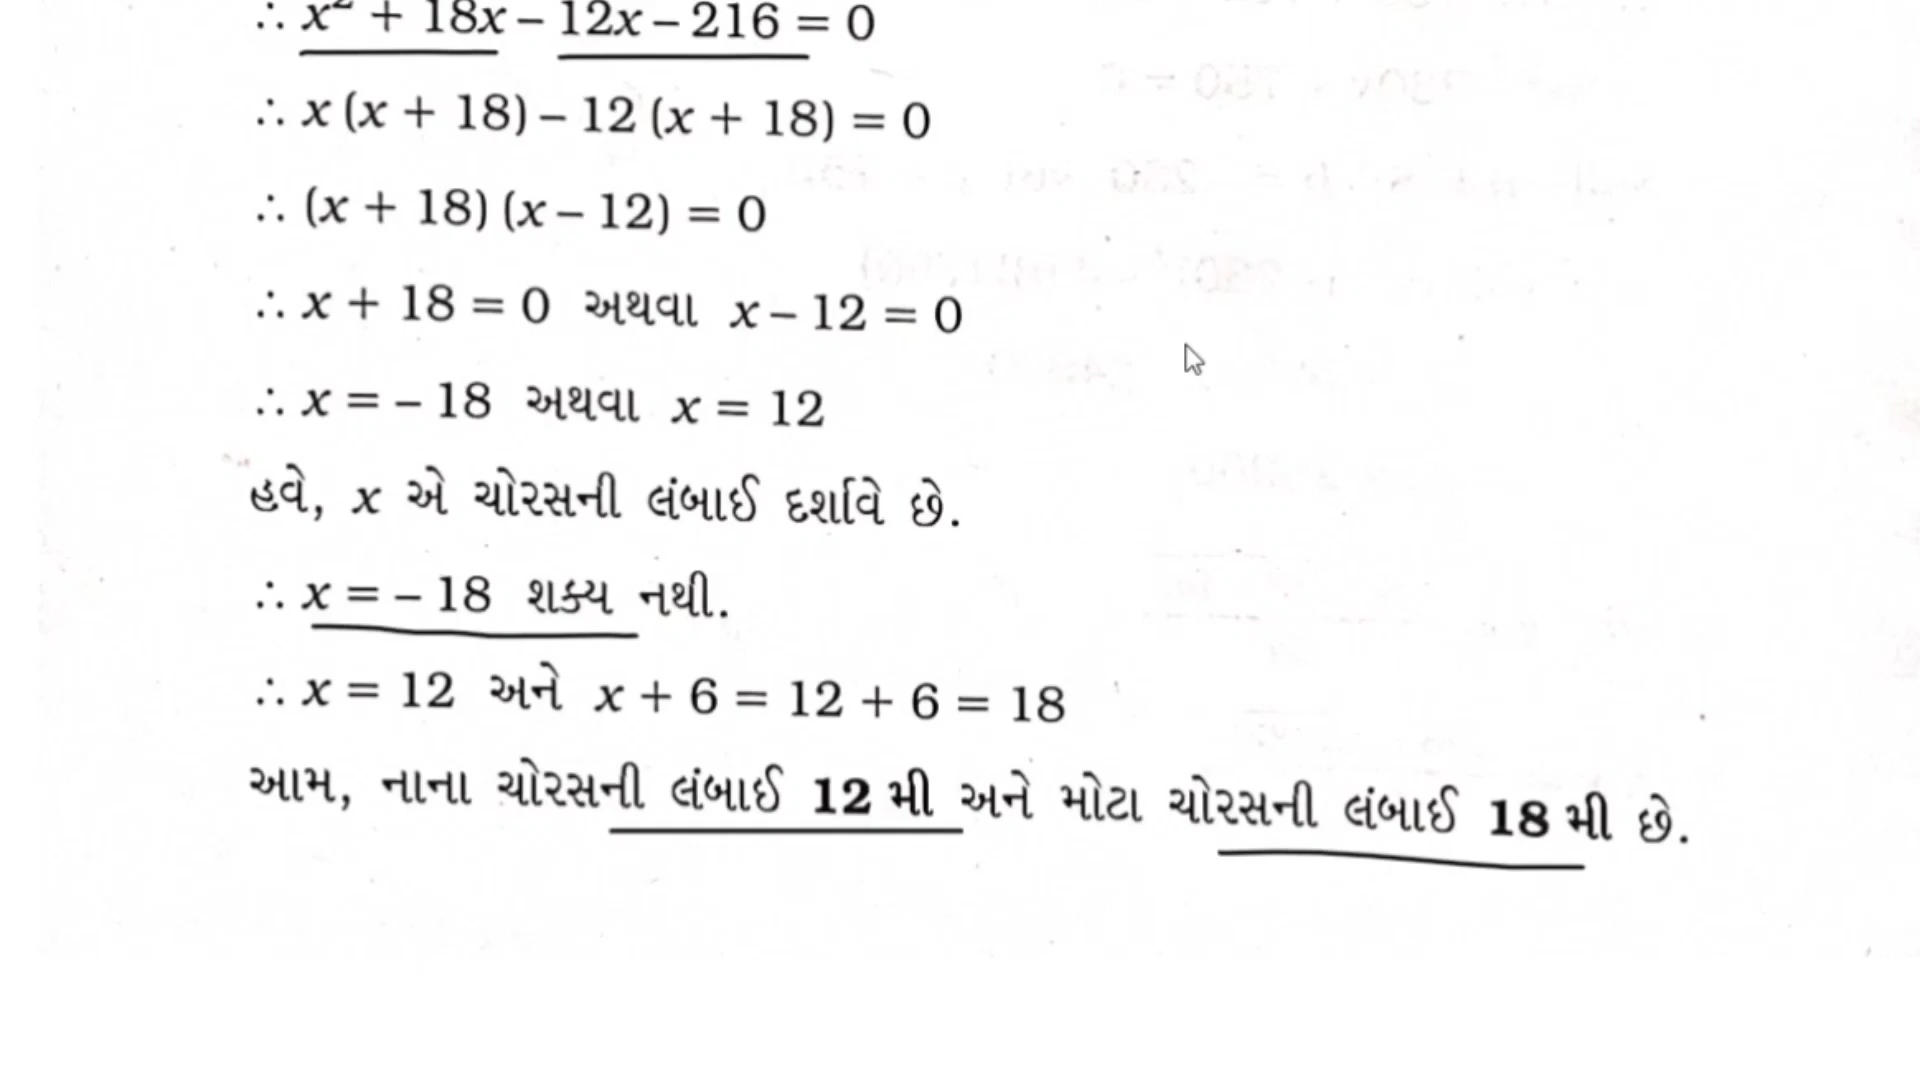 ∴ x² + 18x – 12x – 216 = 0
∴ x (x + 18) – 12 (x + 18) = 0
∴ (x + 18) (x – 12) = 0
∴ x + 18 = 0 અથવા x – 12 = 0
∴ x = – 18 અથવા x = 12
હવે, x એ ચોરસની લંબાઈ દર્શાવે છે.
∴ x = – 18 શક્ય નથી.
∴ x = 12 અને x + 6 = 12 + 6 = 18
આમ, નાના ચોરસની લંબાઈ 12 મી અને મોટા ચોરસની લંબાઈ 18 મી છે.